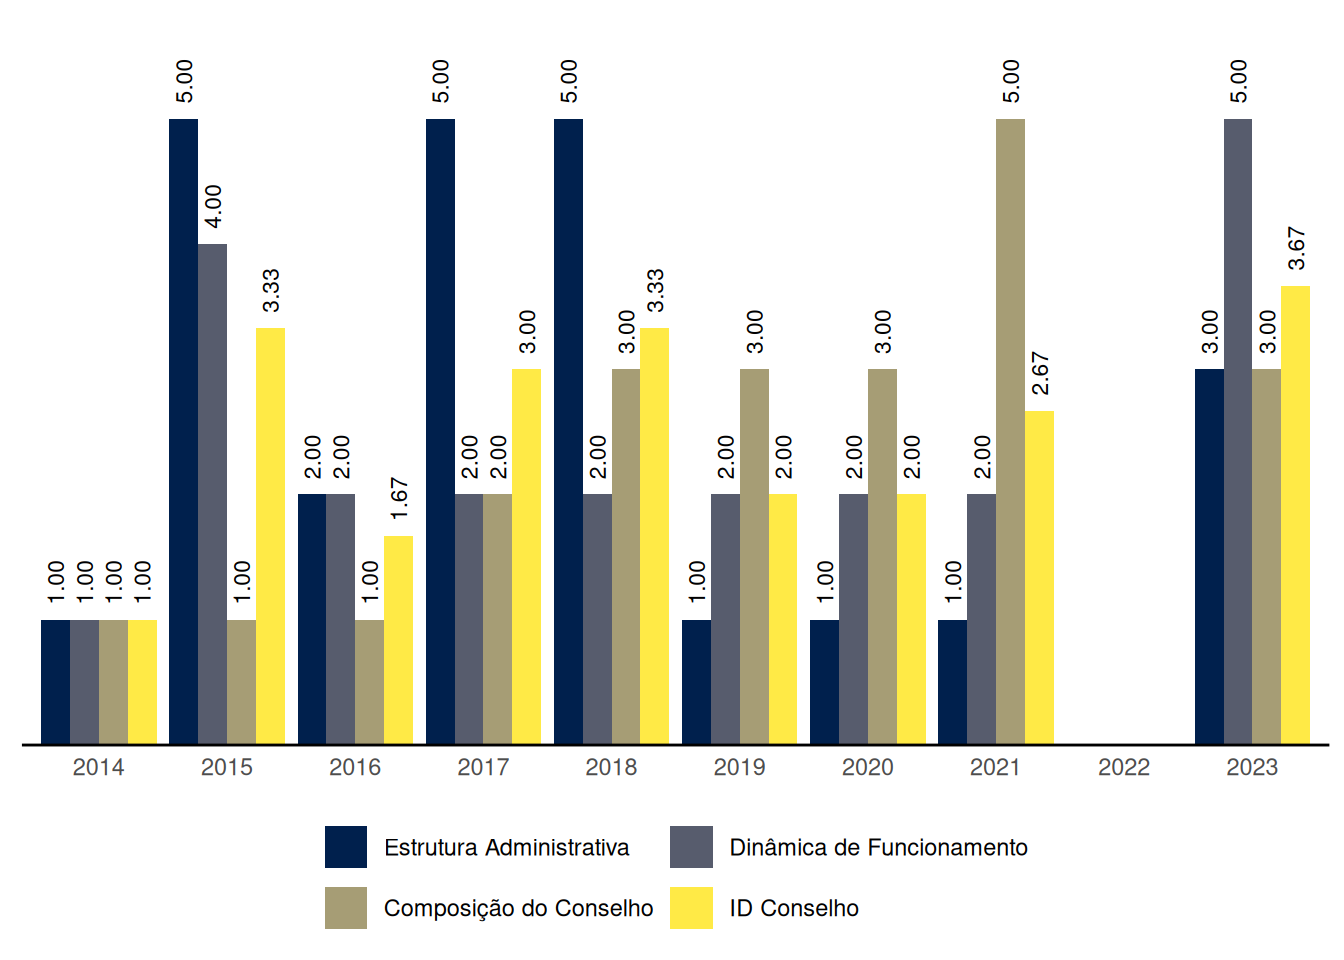 1.00 1.00 1.00 1.00
5.00 4.00 1.00 3.33
2.00 2.00 1.00 1.67
5.00 2.00 2.00 3.00
5.00 2.00 3.00 3.33
1.00 2.00 3.00 2.00
1.00 2.00 3.00 2.00
1.00 2.00 5.00 2.67
3.00 5.00 3.00 3.67
2014 2015 2016 2017 2018 2019 2020 2021 2022 2023
Estrutura Administrativa Dinâmica de Funcionamento
Composição do Conselho ID Conselho